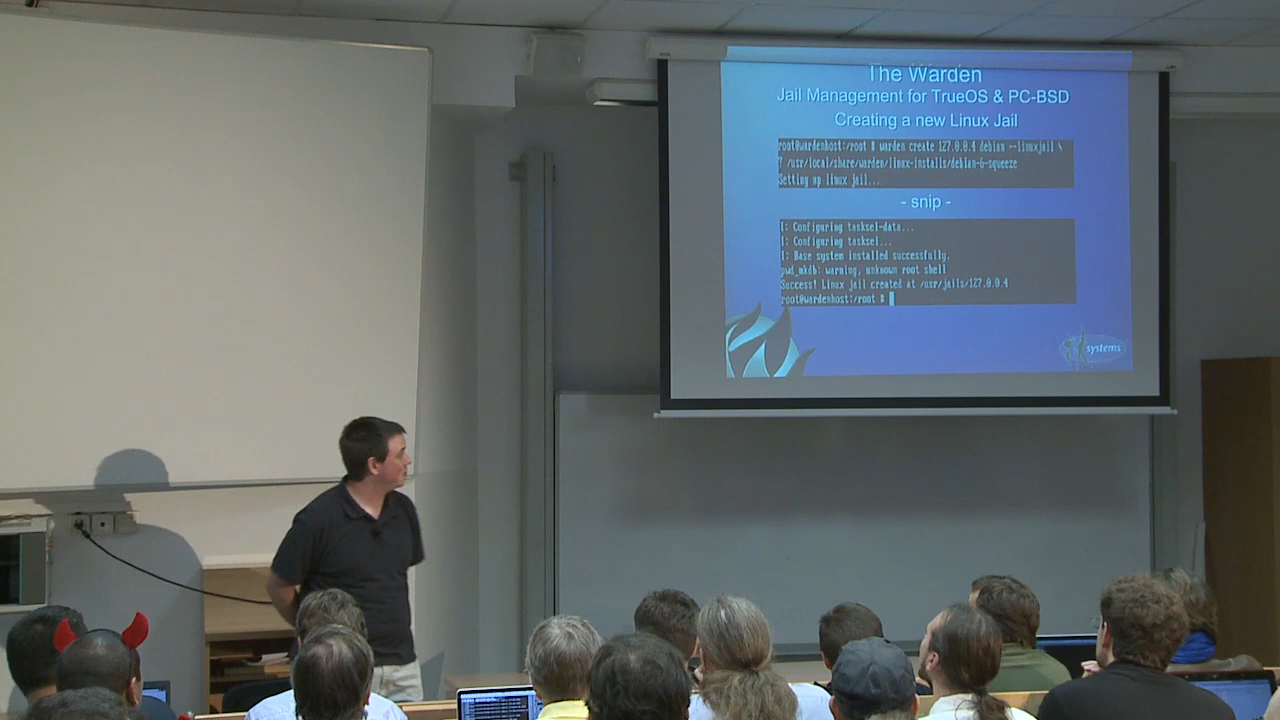 The Warden
Jail Management for TrueOS & PC-BSD
Creating a new Linux Jail
root@wardenhost:/root # warden create 127.0.0.4 debian --linuxjail \
? /usr/local/share/warden/linux-installs/debian-6-squeeze
Setting up linux jail...
- snip -
I: Configuring tasksel-data...
I: Configuring tasksel...
I: Base system installed successfully.
pwd_mkdb: warning, unknown root shell
Success! Linux jail created at /usr/jails/127.0.0.4
root@wardenhost:/root #
systems